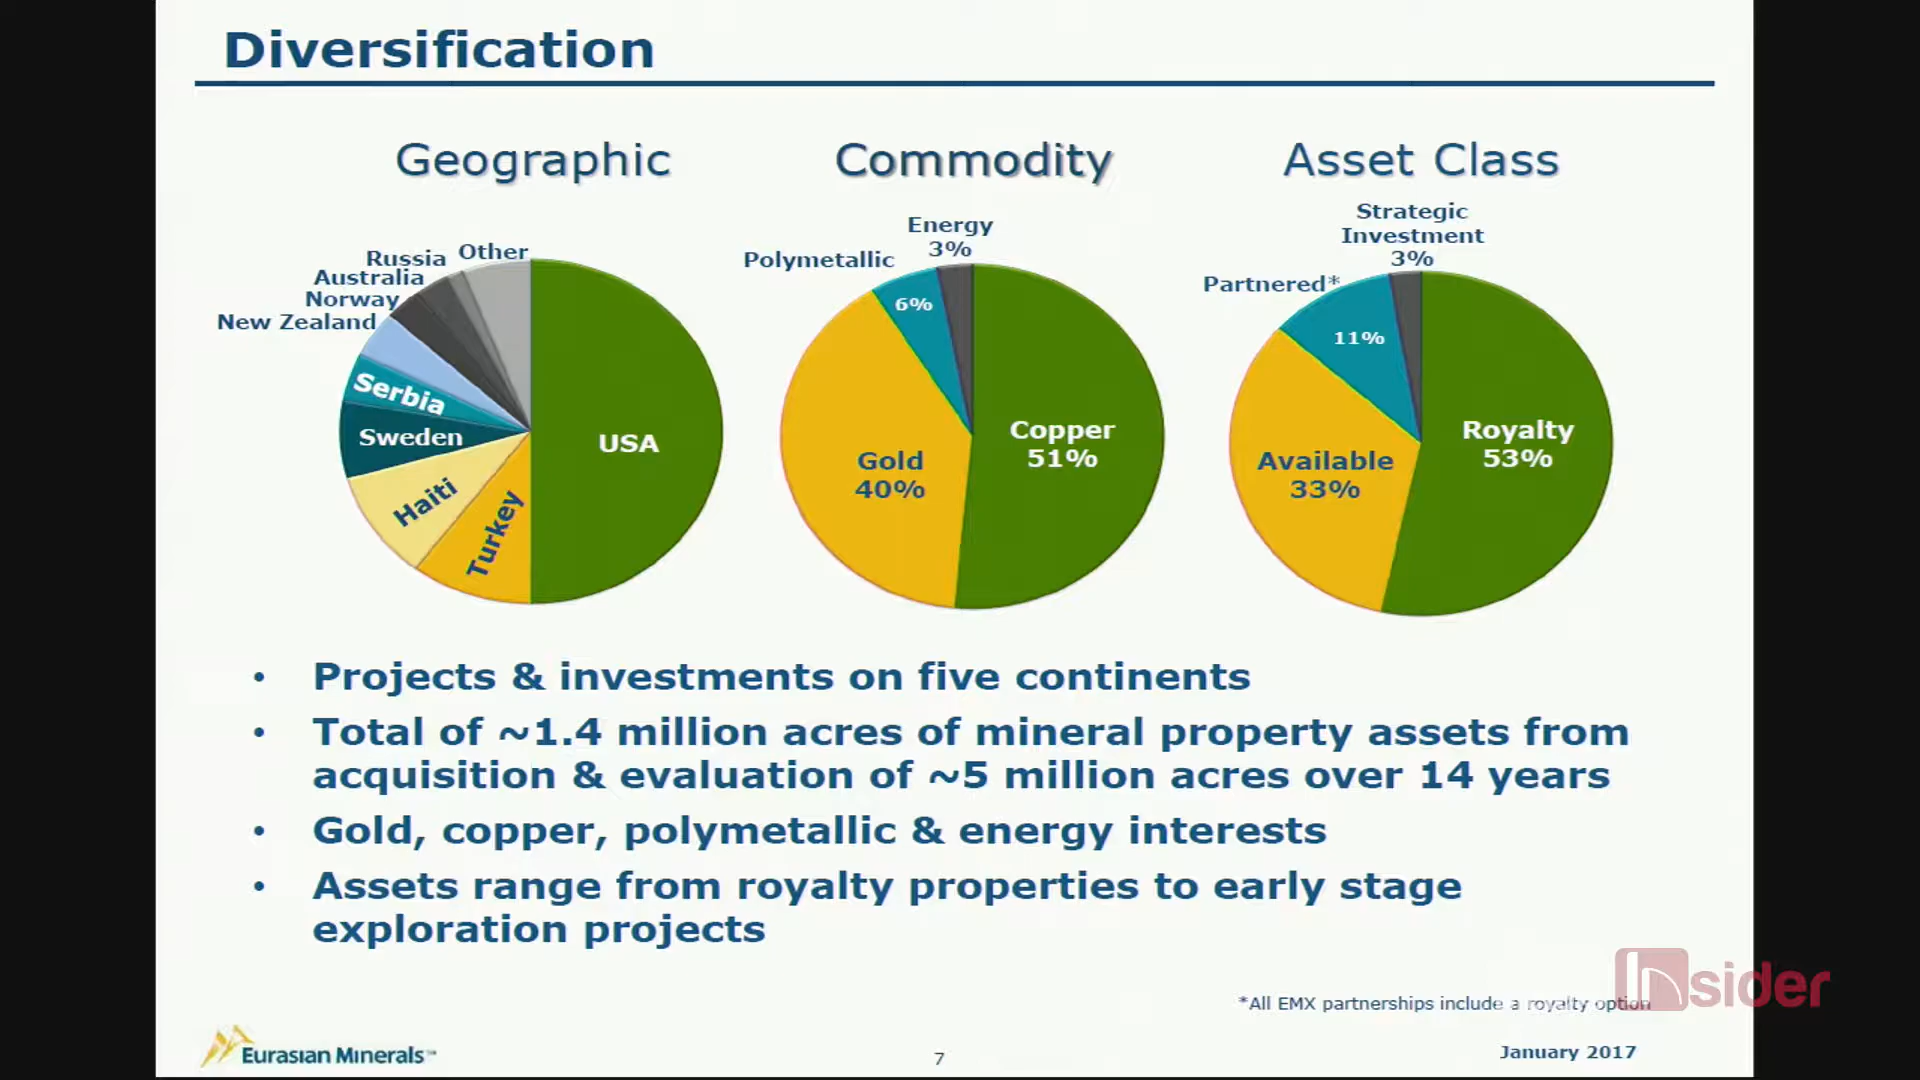 Diversification
Geographic
Commodity
Asset Class
Russia
Other
Australia
Norway
New Zealand
Serbia
Sweden
Haiti
Turkey
USA
Energy
3%
Polymetallic
6%
Gold
40%
Copper
51%
Strategic
Investment
3%
Partnered*
11%
Available
33%
Royalty
53%
• Projects & investments on five continents
• Total of ~1.4 million acres of mineral property assets from
acquisition & evaluation of ~5 million acres over 14 years
• Gold, copper, polymetallic & energy interests
• Assets range from royalty properties to early stage
exploration projects
*All EMX partnerships include a royalty option
Insider
Eurasian Minerals™
7
January 2017